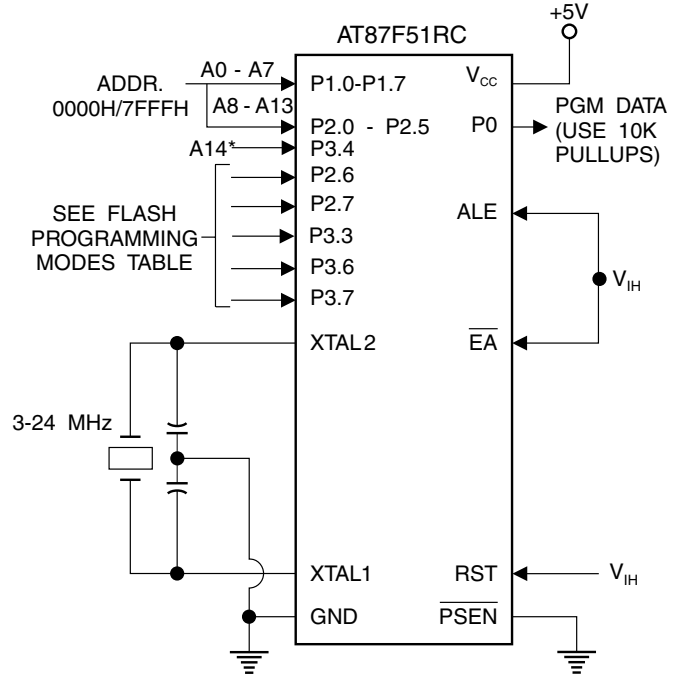 +5V
AT87F51RC
A0 - A7
ADDR.
0000H/7FFFH
P1.0-P1.7
VCC
A8 - A13
P2.0 - P2.5
P0
PGM DATA
(USE 10K
PULLUPS)
A14*
P3.4
P2.6
SEE FLASH
PROGRAMMING
MODES TABLE
P2.7
ALE
P3.3
P3.6
P3.7
VIH
XTAL2
EA
3-24 MHz
XTAL1
RST
VIH
GND
PSEN